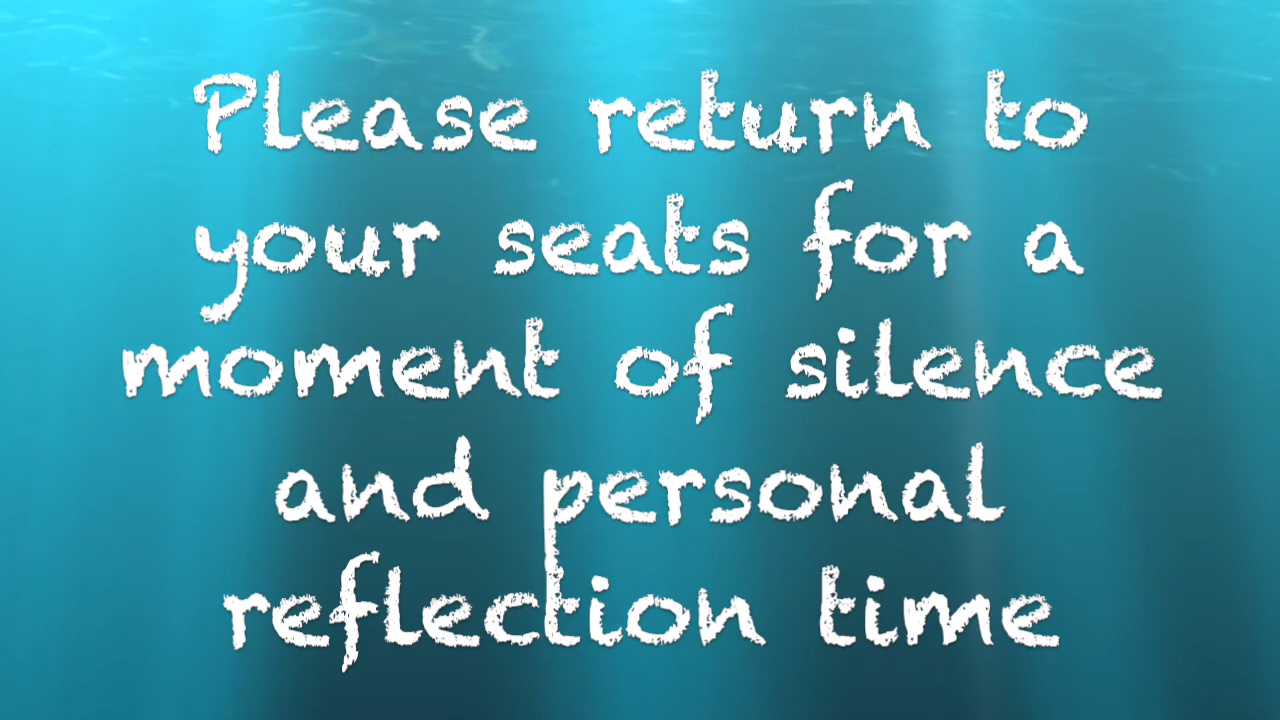 Please return to
your seats for a
moment of silence
and personal
reflection time